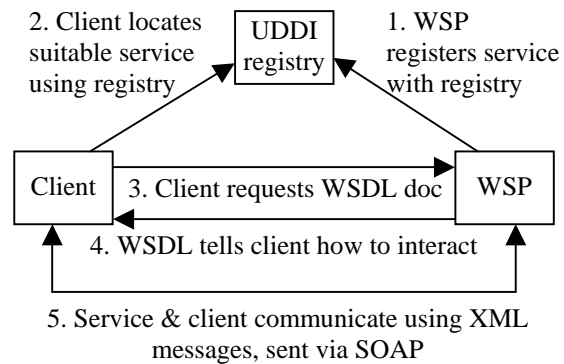 2. Client locates
suitable service
using registry
UDDI
registry
1. WSP
registers service
with registry
Client
3. Client requests WSDL doc
WSP
4. WSDL tells client how to interact
5. Service & client communicate using XML
messages, sent via SOAP